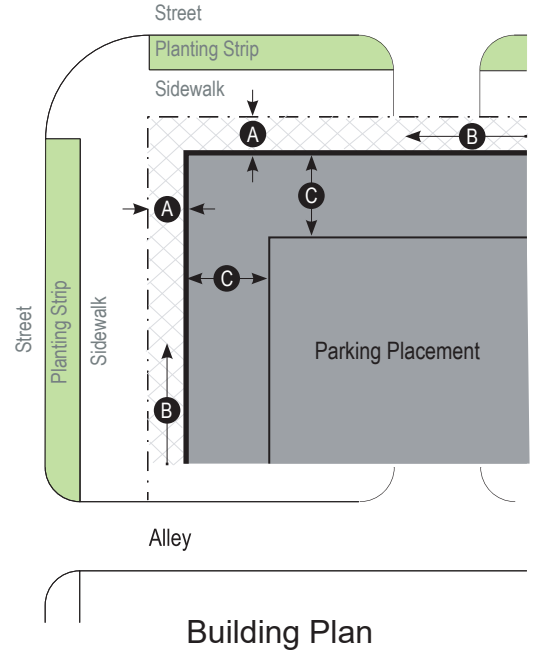 Street
Planting Strip
Sidewalk
A
B
C
A
C
Parking Placement
Street
Planting Strip
Sidewalk
B
Alley
Building Plan